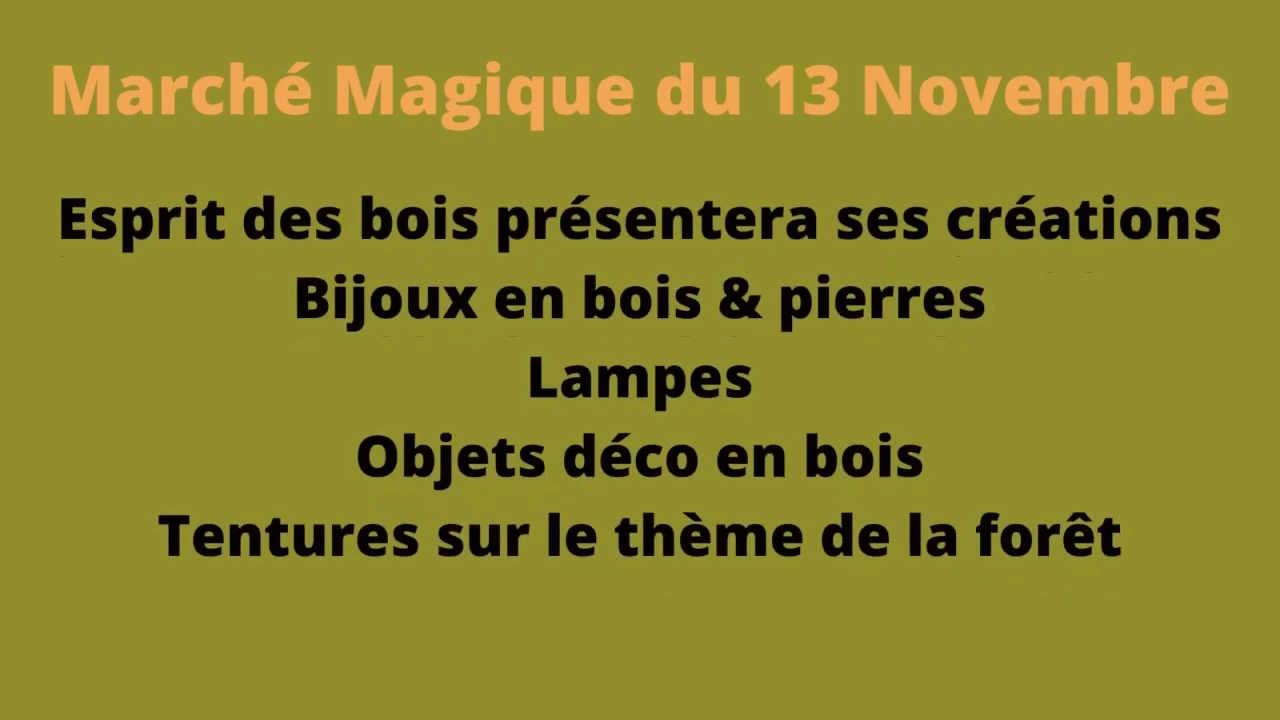 Marché Magique du 13 Novembre
Esprit des bois présentera ses créations
Bijoux en bois & pierres
Lampes
Objets déco en bois
Tentures sur le thème de la forêt